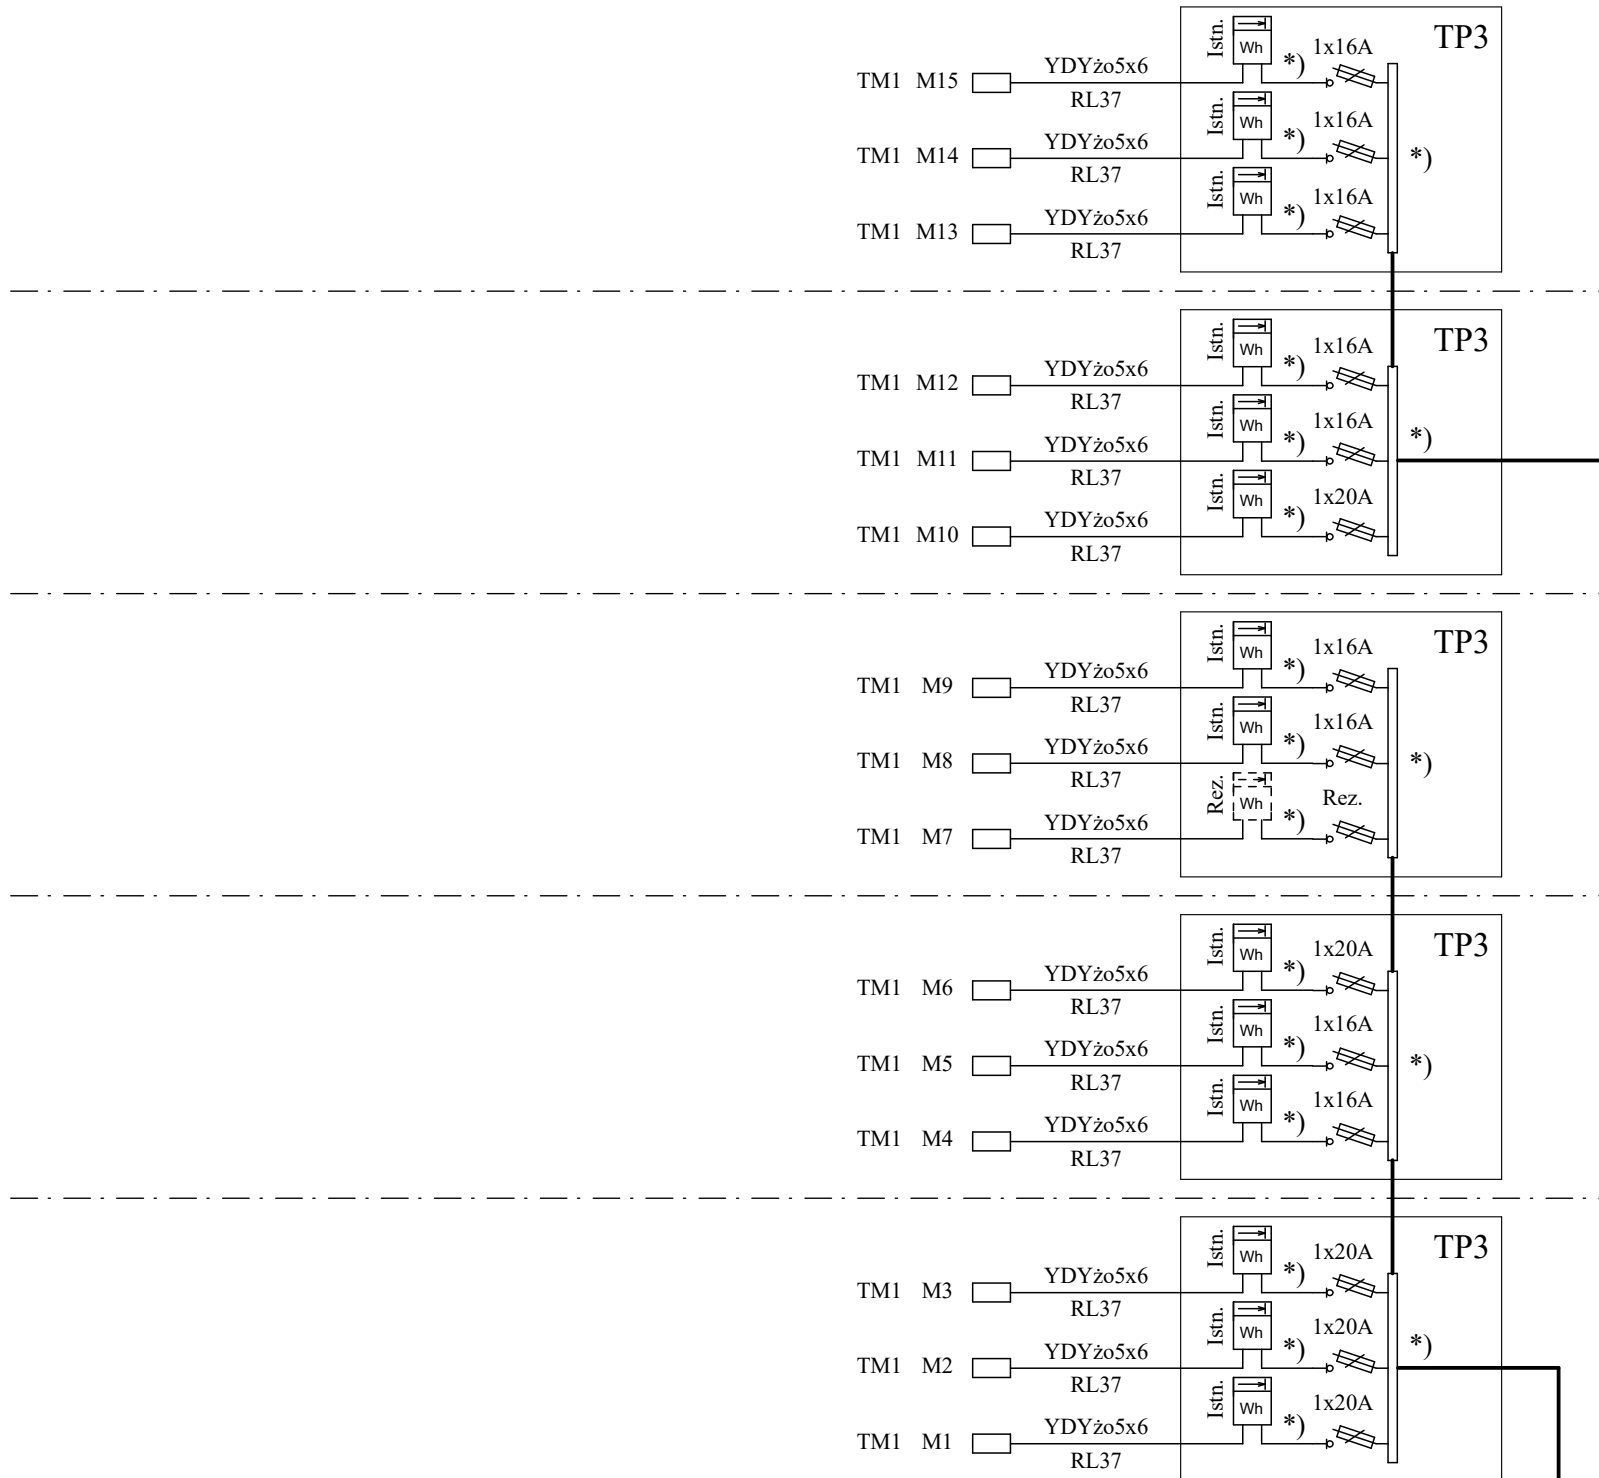 TP3
Istn. Wh *) 1x16A
TM1 M15 YDYżo5x6
RL37
Istn. Wh *) 1x16A
TM1 M14 YDYżo5x6 *)
RL37
Istn. Wh *) 1x16A
TM1 M13 YDYżo5x6
RL37
TP3
Istn. Wh *) 1x16A
TM1 M12 YDYżo5x6
RL37
Istn. Wh *) 1x16A *)
TM1 M11 YDYżo5x6
RL37
Istn. Wh *) 1x20A
TM1 M10 YDYżo5x6
RL37
TP3
Istn. Wh *) 1x16A
TM1 M9 YDYżo5x6
RL37
Istn. Wh *) 1x16A
TM1 M8 YDYżo5x6 *)
RL37
Rez. Wh *) Rez.
TM1 M7 YDYżo5x6
RL37
TP3
Istn. Wh *) 1x20A
TM1 M6 YDYżo5x6
RL37
Istn. Wh *) 1x16A
TM1 M5 YDYżo5x6 *)
RL37
Istn. Wh *) 1x16A
TM1 M4 YDYżo5x6
RL37
TP3
Istn. Wh *) 1x20A
TM1 M3 YDYżo5x6
RL37
Istn. Wh *) 1x20A *)
TM1 M2 YDYżo5x6
RL37
Istn. Wh *) 1x20A
TM1 M1 YDYżo5x6
RL37